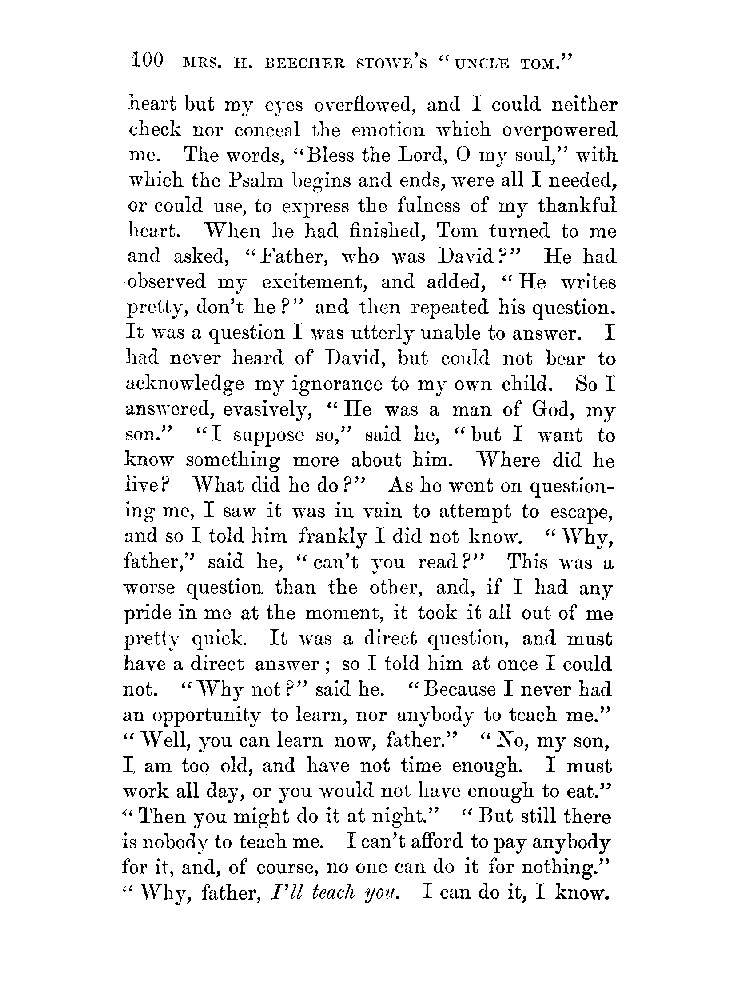 100 MRS. H. BEECHER STOWE'S "UNCLE TOM."
heart but my eyes overflowed, and I could neither
check nor conceal the emotion which overpowered
me. The words, "Bless the Lord, O my soul," with
which the Psalm begins and ends, were all I needed,
or could use, to express the fulness of my thankful
heart. When he had finished, Tom turned to me
and asked, "Father, who was David?" He had
observed my excitement, and added, "He writes
pretty, don't he?" and then repeated his question.
It was a question I was utterly unable to answer. I
had never heard of David, but could not bear to
acknowledge my ignorance to my own child. So I
answered, evasively, "He was a man of God, my
son." "I suppose so," said he, "but I want to
know something more about him. Where did he
live? What did he do?" As he went on question-
ing me, I saw it was in vain to attempt to escape,
and so I told him frankly I did not know. "Why,
father," said he, "can't you read?" This was a
worse question than the other, and, if I had any
pride in me at the moment, it took it all out of me
pretty quick. It was a direct question, and must
have a direct answer; so I told him at once I could
not. "Why not?" said he. "Because I never had
an opportunity to learn, nor anybody to teach me."
"Well, you can learn now, father." "No, my son,
I am too old, and have not time enough. I must
work all day, or you would not have enough to eat."
"Then you might do it at night." "But still there
is nobody to teach me. I can't afford to pay anybody
for it, and, of course, no one can do it for nothing."
"Why, father, I'll teach you. I can do it, I know.